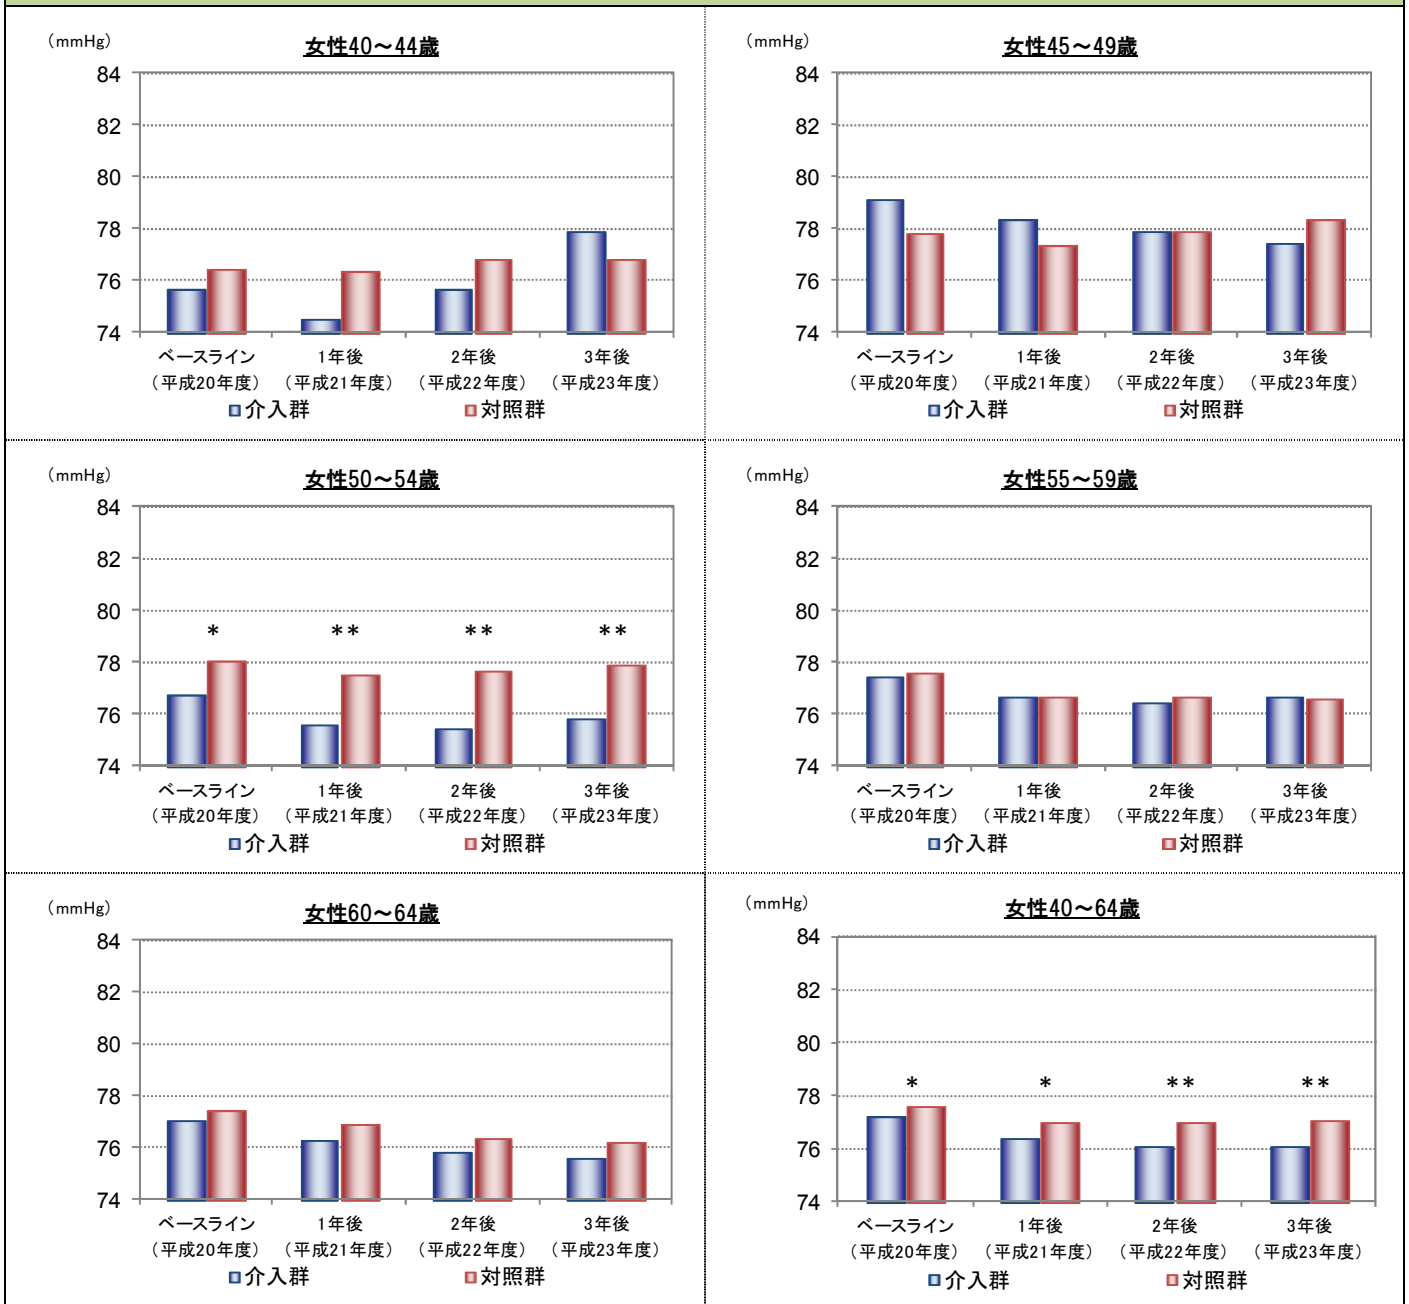 (mmHg)
女性40～44歳
84
82
80
78
76
74
ベースライン 1年後 2年後 3年後
(平成20年度) (平成21年度) (平成22年度) (平成23年度)
介入群 対照群
(mmHg)
女性45～49歳
84
82
80
78
76
74
ベースライン 1年後 2年後 3年後
(平成20年度) (平成21年度) (平成22年度) (平成23年度)
介入群 対照群
(mmHg)
女性50～54歳
84
82
80
* ** ** **
78
76
74
ベースライン 1年後 2年後 3年後
(平成20年度) (平成21年度) (平成22年度) (平成23年度)
介入群 対照群
(mmHg)
女性55～59歳
84
82
80
78
76
74
ベースライン 1年後 2年後 3年後
(平成20年度) (平成21年度) (平成22年度) (平成23年度)
介入群 対照群
(mmHg)
女性60～64歳
84
82
80
78
76
74
ベースライン 1年後 2年後 3年後
(平成20年度) (平成21年度) (平成22年度) (平成23年度)
介入群 対照群
(mmHg)
女性40～64歳
84
82
80
* * ** **
78
76
74
ベースライン 1年後 2年後 3年後
(平成20年度) (平成21年度) (平成22年度) (平成23年度)
介入群 対照群